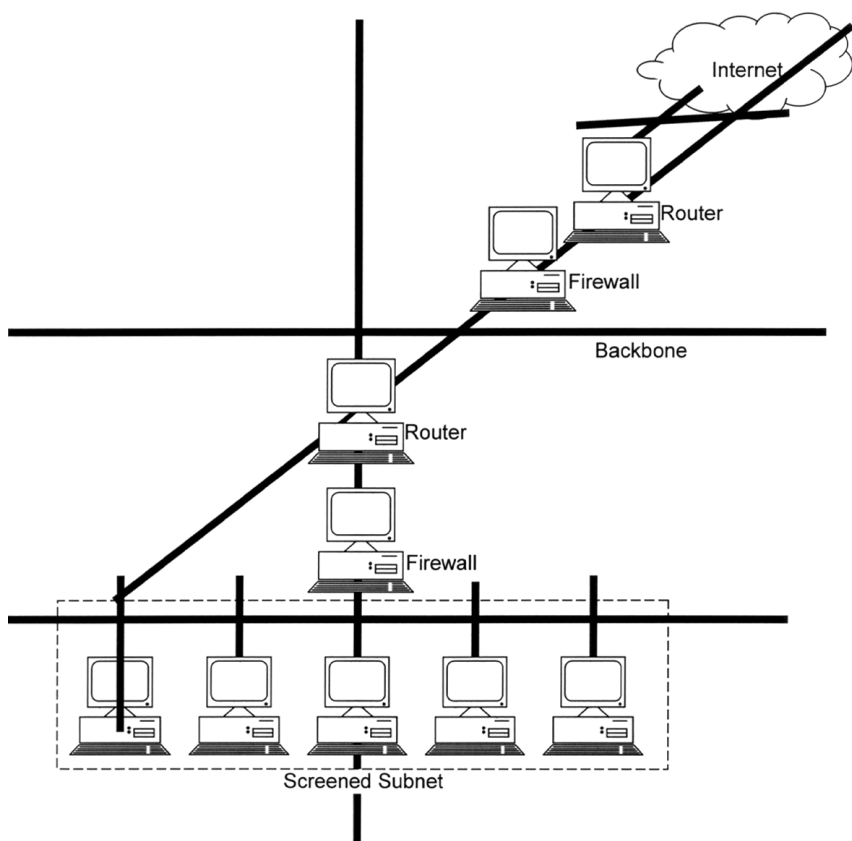 Internet
Router
Firewall
Backbone
Router
Firewall
Screened Subnet